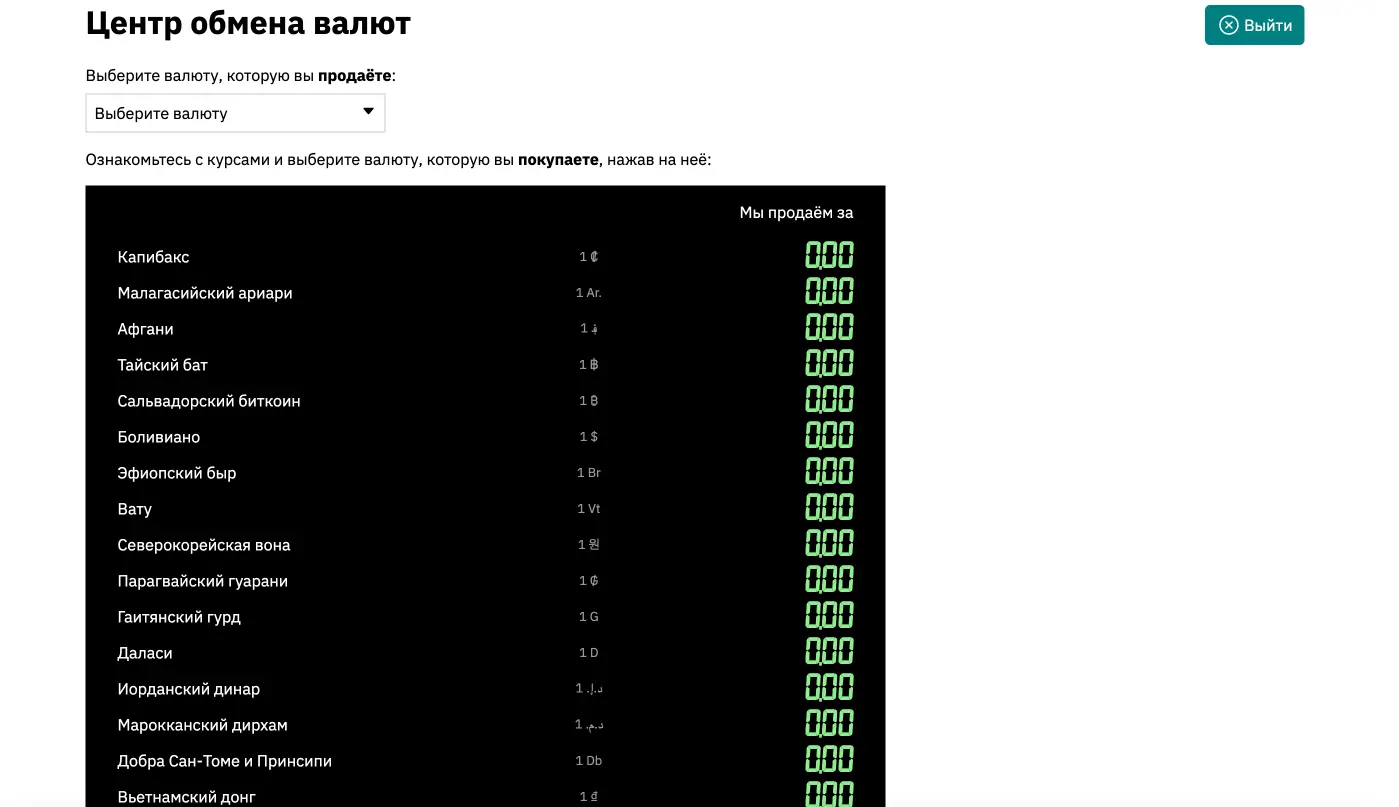 Центр обмена валют
Выйти
Выберите валюту, которую вы продаёте:
Выберите валюту
Ознакомьтесь с курсами и выберите валюту, которую вы покупаете, нажав на неё:
Мы продаём за
Капибакс 1 ₡ 0,00
Малагасийский ариари 1 Ar. 0,00
Афгани 1 ؋ 0,00
Тайский бат 1 ฿ 0,00
Сальвадорский биткоин 1 ₿ 0,00
Боливиано 1 $ 0,00
Эфиопский быр 1 Br 0,00
Вату 1 Vt 0,00
Северокорейская вона 1 원 0,00
Парагвайский гуарани 1 ₲ 0,00
Гаитянский гурд 1 G 0,00
Даласи 1 D 0,00
Иорданский динар 1 د.إ. 0,00
Марокканский дирхам 1 د.م. 0,00
Добра Сан-Томе и Принсипи 1 Db 0,00
Вьетнамский донг 1 ₫ 0,00